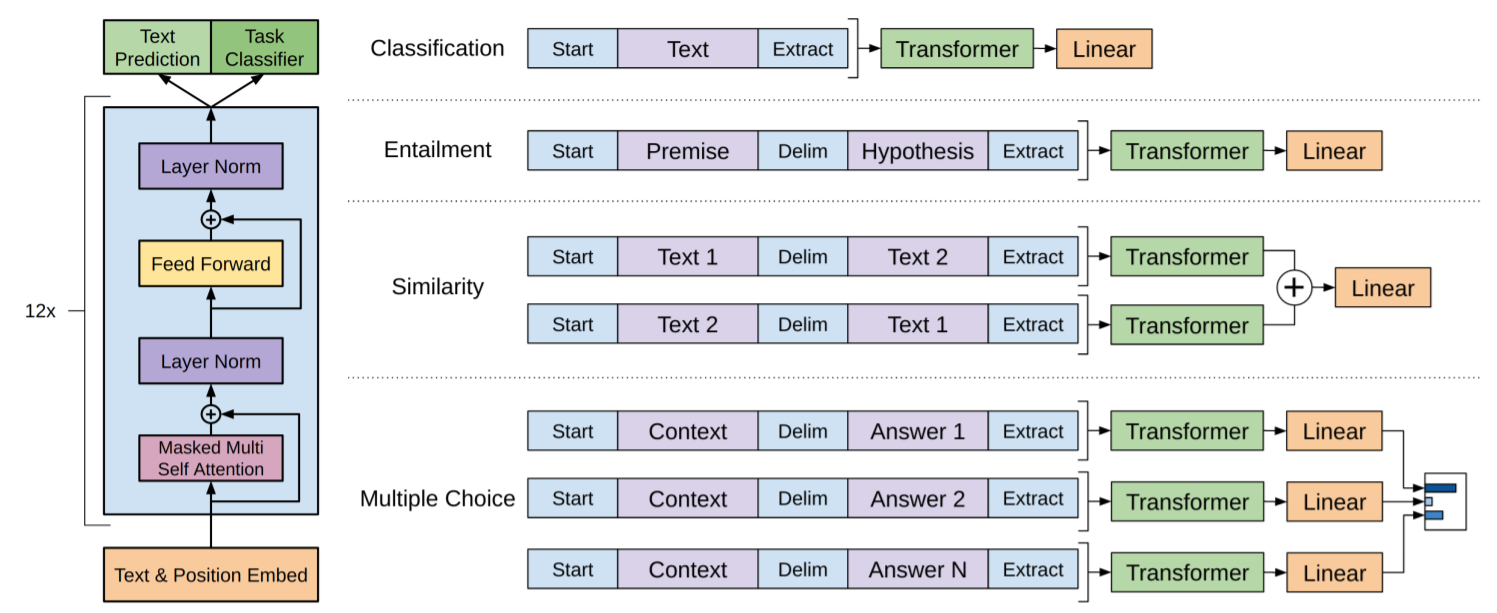 Text
Prediction
Task
Classifier
12x
Layer Norm
Feed Forward
Layer Norm
Masked Multi
Self Attention
Text & Position Embed
Classification
Start Text Extract Transformer Linear
Entailment
Start Premise Delim Hypothesis Extract Transformer Linear
Similarity
Start Text 1 Delim Text 2 Extract Transformer
Linear
Start Text 2 Delim Text 1 Extract Transformer
Multiple Choice
Start Context Delim Answer 1 Extract Transformer Linear
Start Context Delim Answer 2 Extract Transformer Linear
Start Context Delim Answer N Extract Transformer Linear